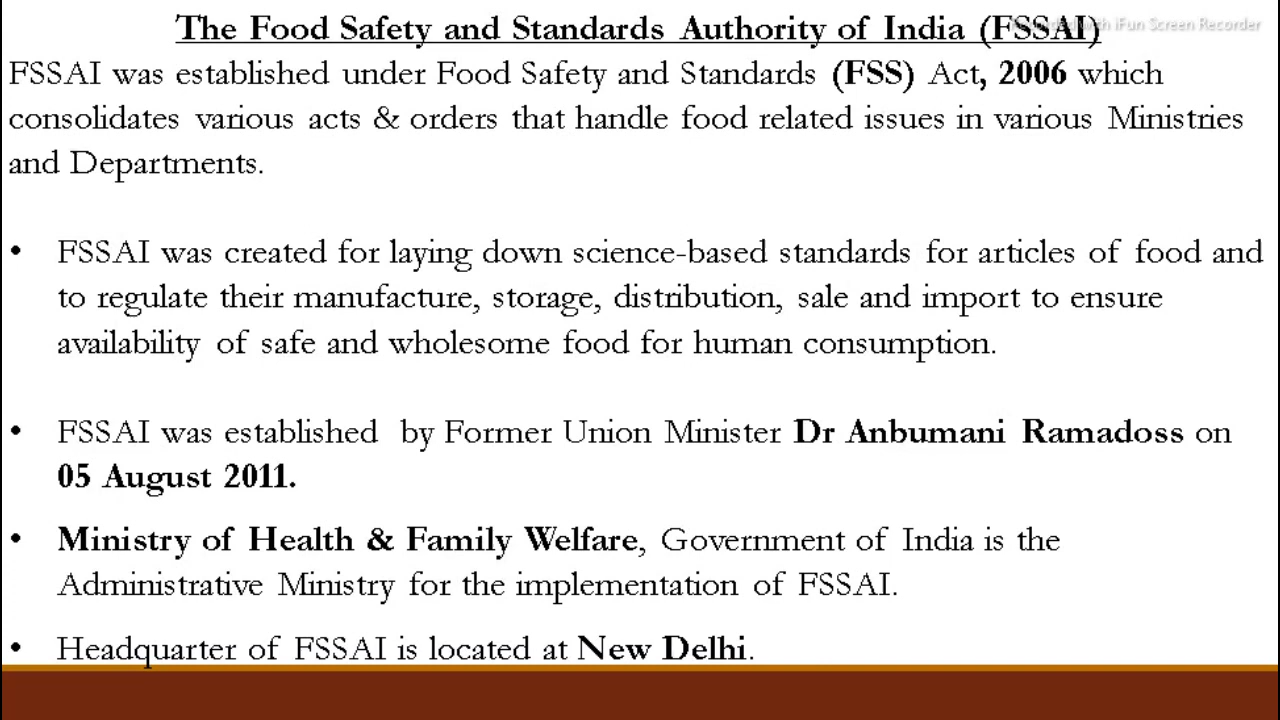 The Food Safety and Standards Authority of India (FSSAI)
Recorded with iFun Screen Recorder
FSSAI was established under Food Safety and Standards (FSS) Act, 2006 which
consolidates various acts & orders that handle food related issues in various Ministries
and Departments.
• FSSAI was created for laying down science-based standards for articles of food and
to regulate their manufacture, storage, distribution, sale and import to ensure
availability of safe and wholesome food for human consumption.
• FSSAI was established by Former Union Minister Dr Anbumani Ramadoss on
05 August 2011.
• Ministry of Health & Family Welfare, Government of India is the
Administrative Ministry for the implementation of FSSAI.
• Headquarter of FSSAI is located at New Delhi.